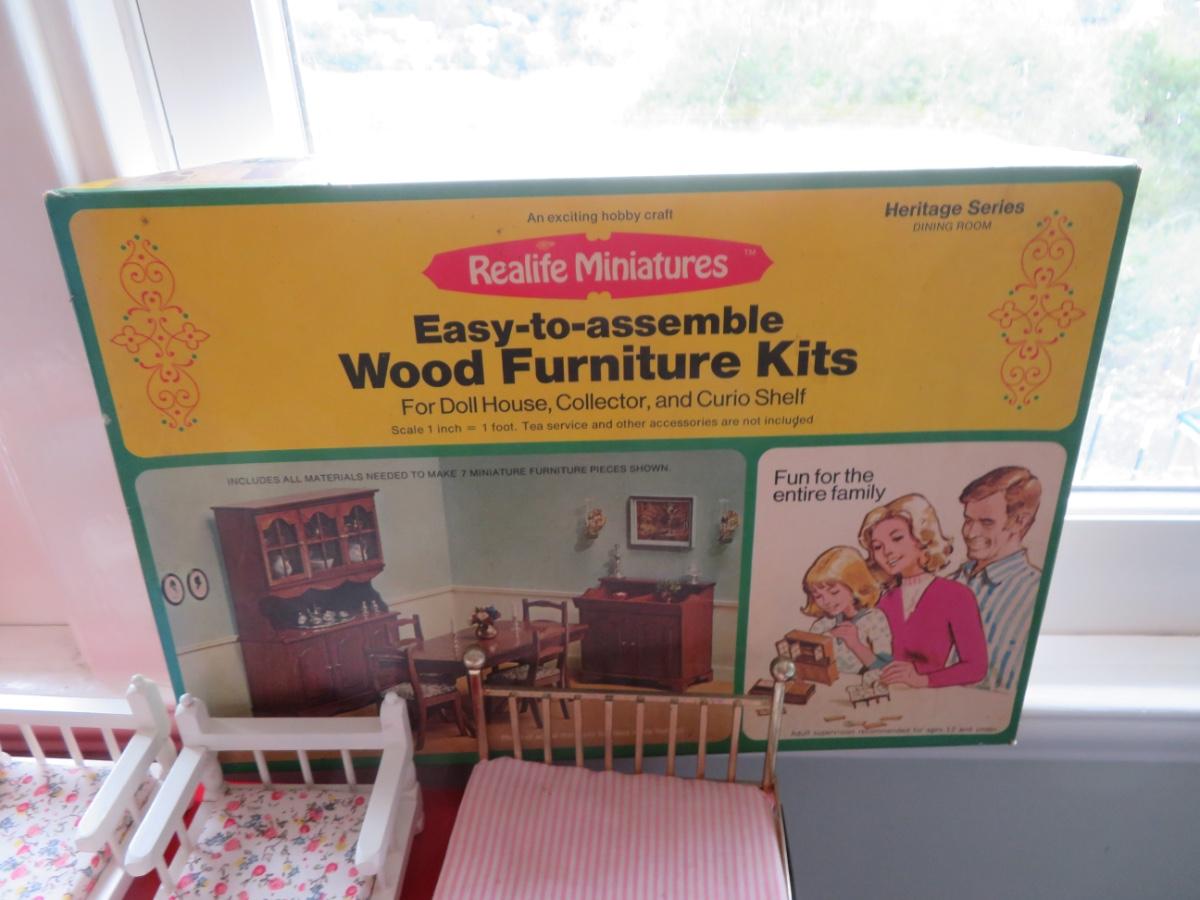 An exciting hobby craft
Heritage Series
DINING ROOM
Realife Miniatures™
Easy-to-assemble
Wood Furniture Kits
For Doll House, Collector, and Curio Shelf
Scale 1 inch = 1 foot. Tea service and other accessories are not included
INCLUDES ALL MATERIALS NEEDED TO MAKE 7 MINIATURE FURNITURE PIECES SHOWN.
Fun for the
entire family
Adult supervision recommended for ages 12 and under